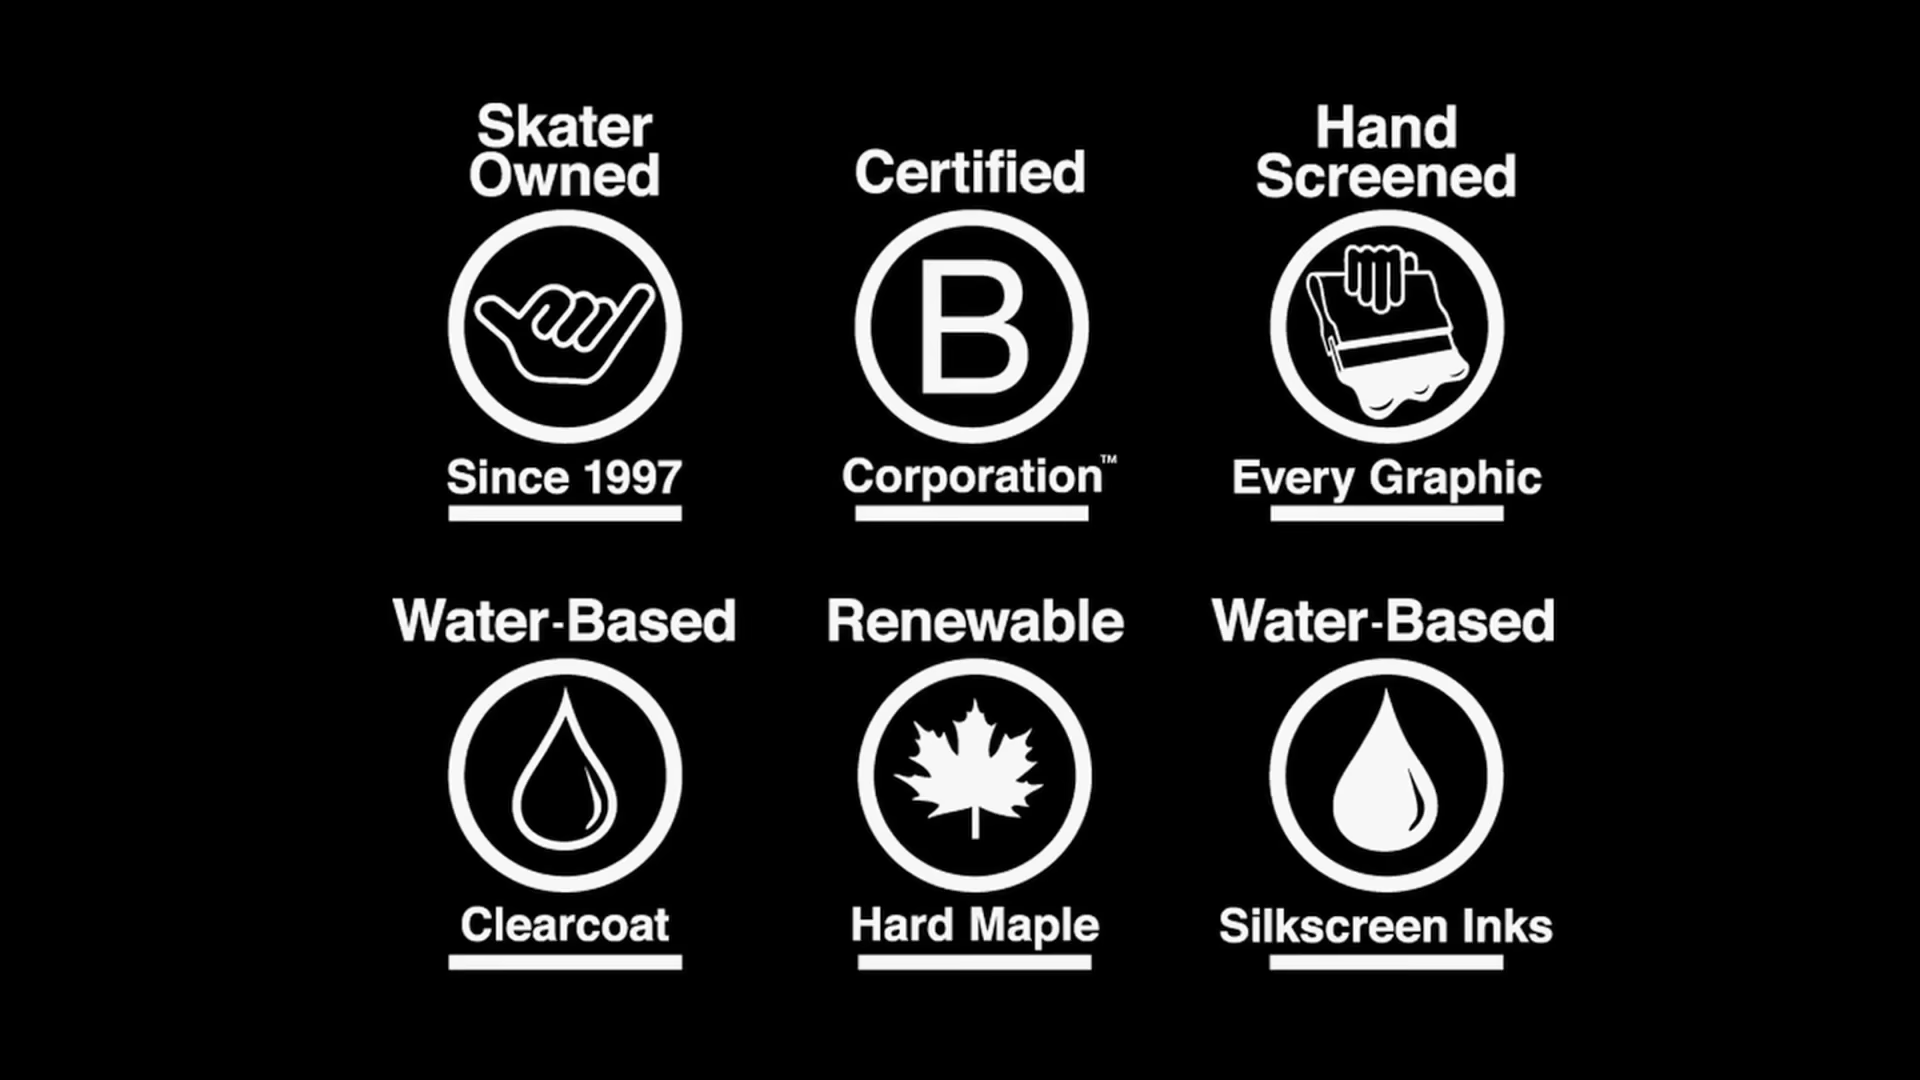 Skater
Owned
Since 1997
Certified
B
Corporation™
Hand
Screened
Every Graphic
Water-Based
Clearcoat
Renewable
Hard Maple
Water-Based
Silkscreen Inks